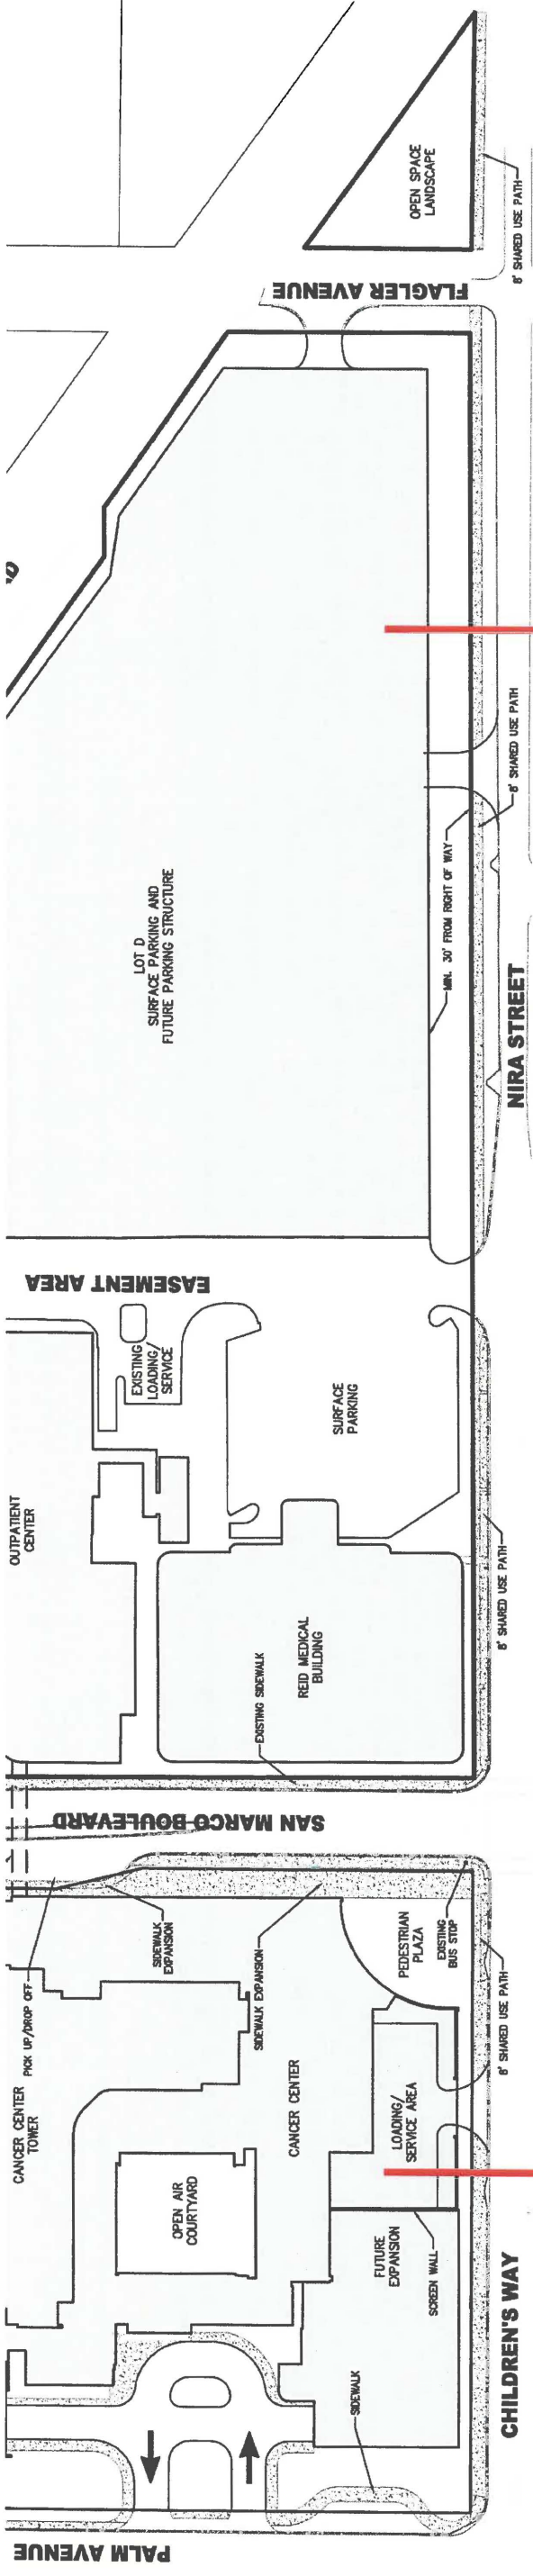 OPEN SPACE
LANDSCAPE
8' SHARED USE PATH
FLAGLER AVENUE
8' SHARED USE PATH
MIN. 30' FROM RIGHT OF WAY
LOT D
SURFACE PARKING AND
FUTURE PARKING STRUCTURE
NIRA STREET
EASEMENT AREA
EXISTING
LOADING/
SERVICE
SURFACE
PARKING
OUTPATIENT
CENTER
8' SHARED USE PATH
REID MEDICAL
BUILDING
EXISTING SIDEWALK
SAN MARCO BOULEVARD
PICK UP/DROP OFF
SIDEWALK
EXPANSION
SIDEWALK EXPANSION
PEDESTRIAN
PLAZA
EXISTING
BUS STOP
8' SHARED USE PATH
CANCER CENTER
TOWER
CANCER CENTER
LOADING/
SERVICE AREA
OPEN AIR
COURTYARD
FUTURE
EXPANSION
SCREEN WALL
SIDEWALK
CHILDREN'S WAY
PALM AVENUE